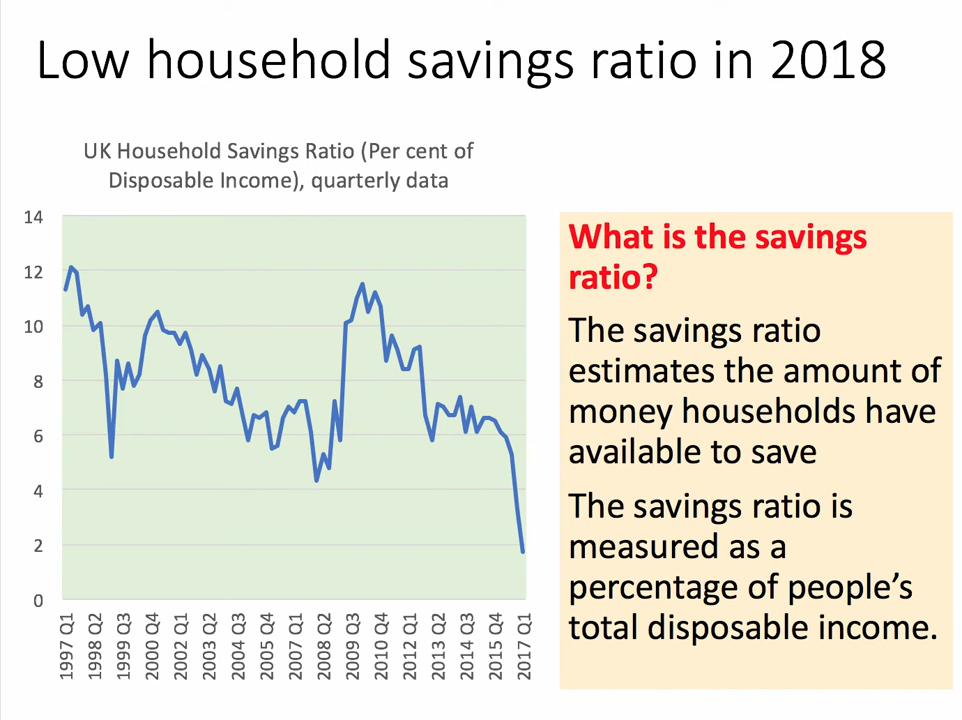 Low household savings ratio in 2018
UK Household Savings Ratio (Per cent of
Disposable Income), quarterly data
14
12
10
8
6
4
2
0
1997 Q1
1998 Q2
1999 Q3
2000 Q4
2002 Q1
2003 Q2
2004 Q3
2005 Q4
2007 Q1
2008 Q2
2009 Q3
2010 Q4
2012 Q1
2013 Q2
2014 Q3
2015 Q4
2017 Q1
What is the savings
ratio?
The savings ratio
estimates the amount of
money households have
available to save
The savings ratio is
measured as a
percentage of people’s
total disposable income.